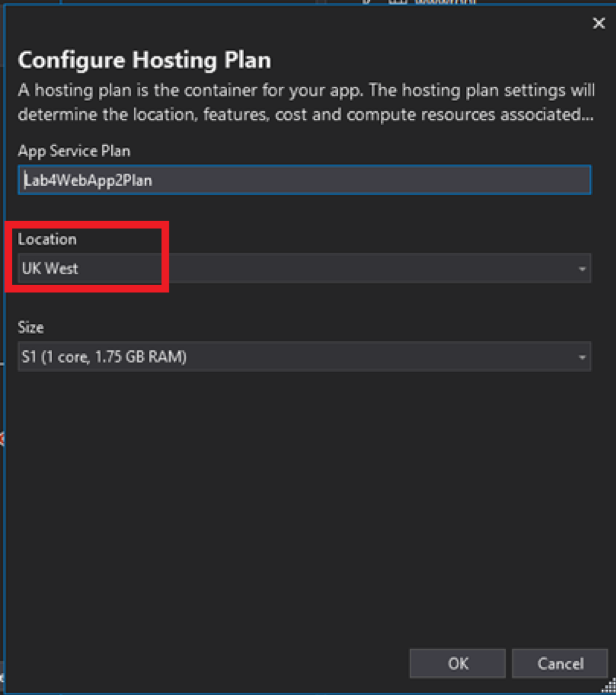 Configure Hosting Plan
A hosting plan is the container for your app. The hosting plan settings will
determine the location, features, cost and compute resources associated...
App Service Plan
Lab4WebApp2Plan
Location
UK West
Size
S1 (1 core, 1.75 GB RAM)
OK
Cancel